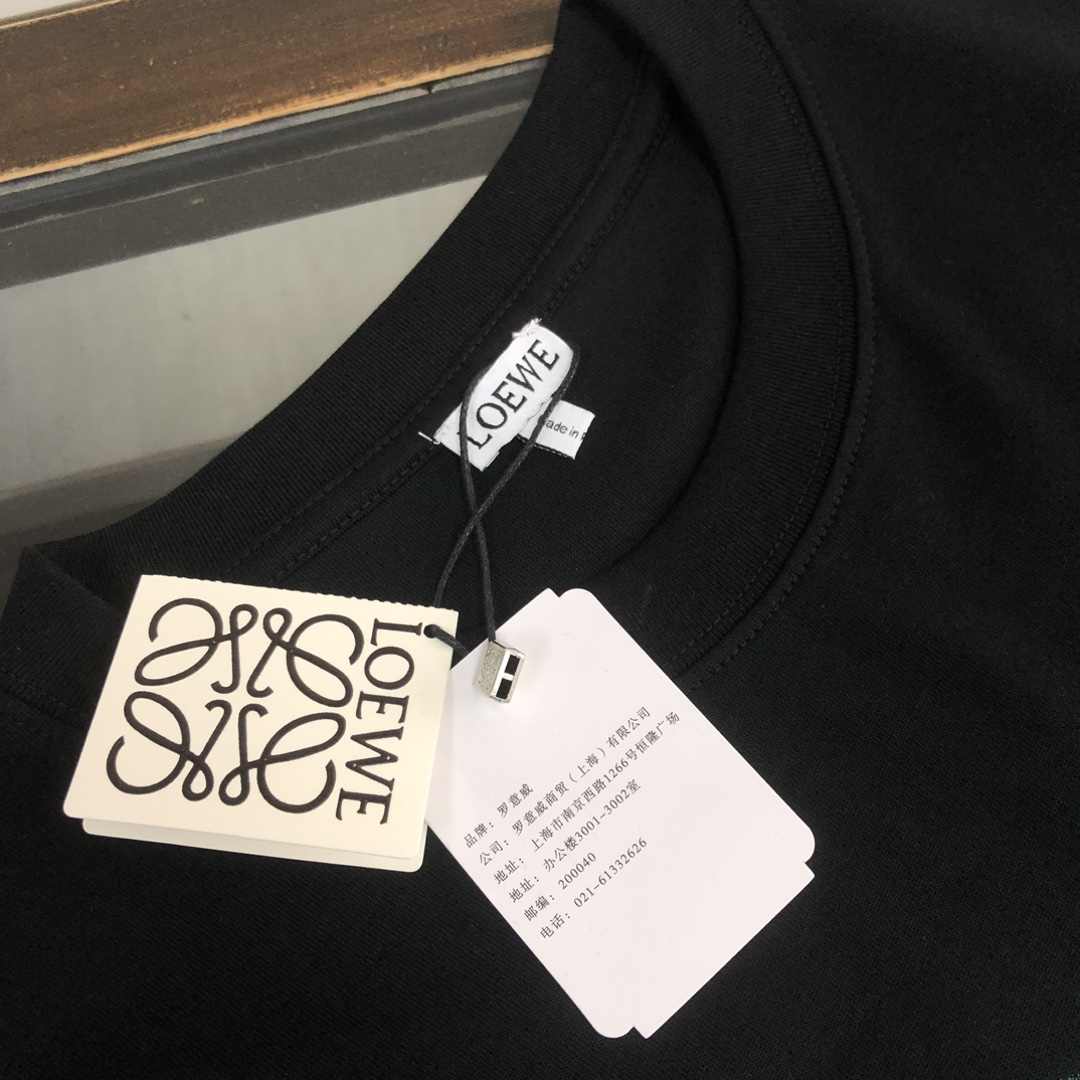 LOEWE
ade in
LOEWE
品牌：罗意威
公司：罗意威商贸（上海）有限公司
地址：上海市南京西路1266号恒隆广场
地址：办公楼3001-3002室
邮编：200040
电话：021-61332626